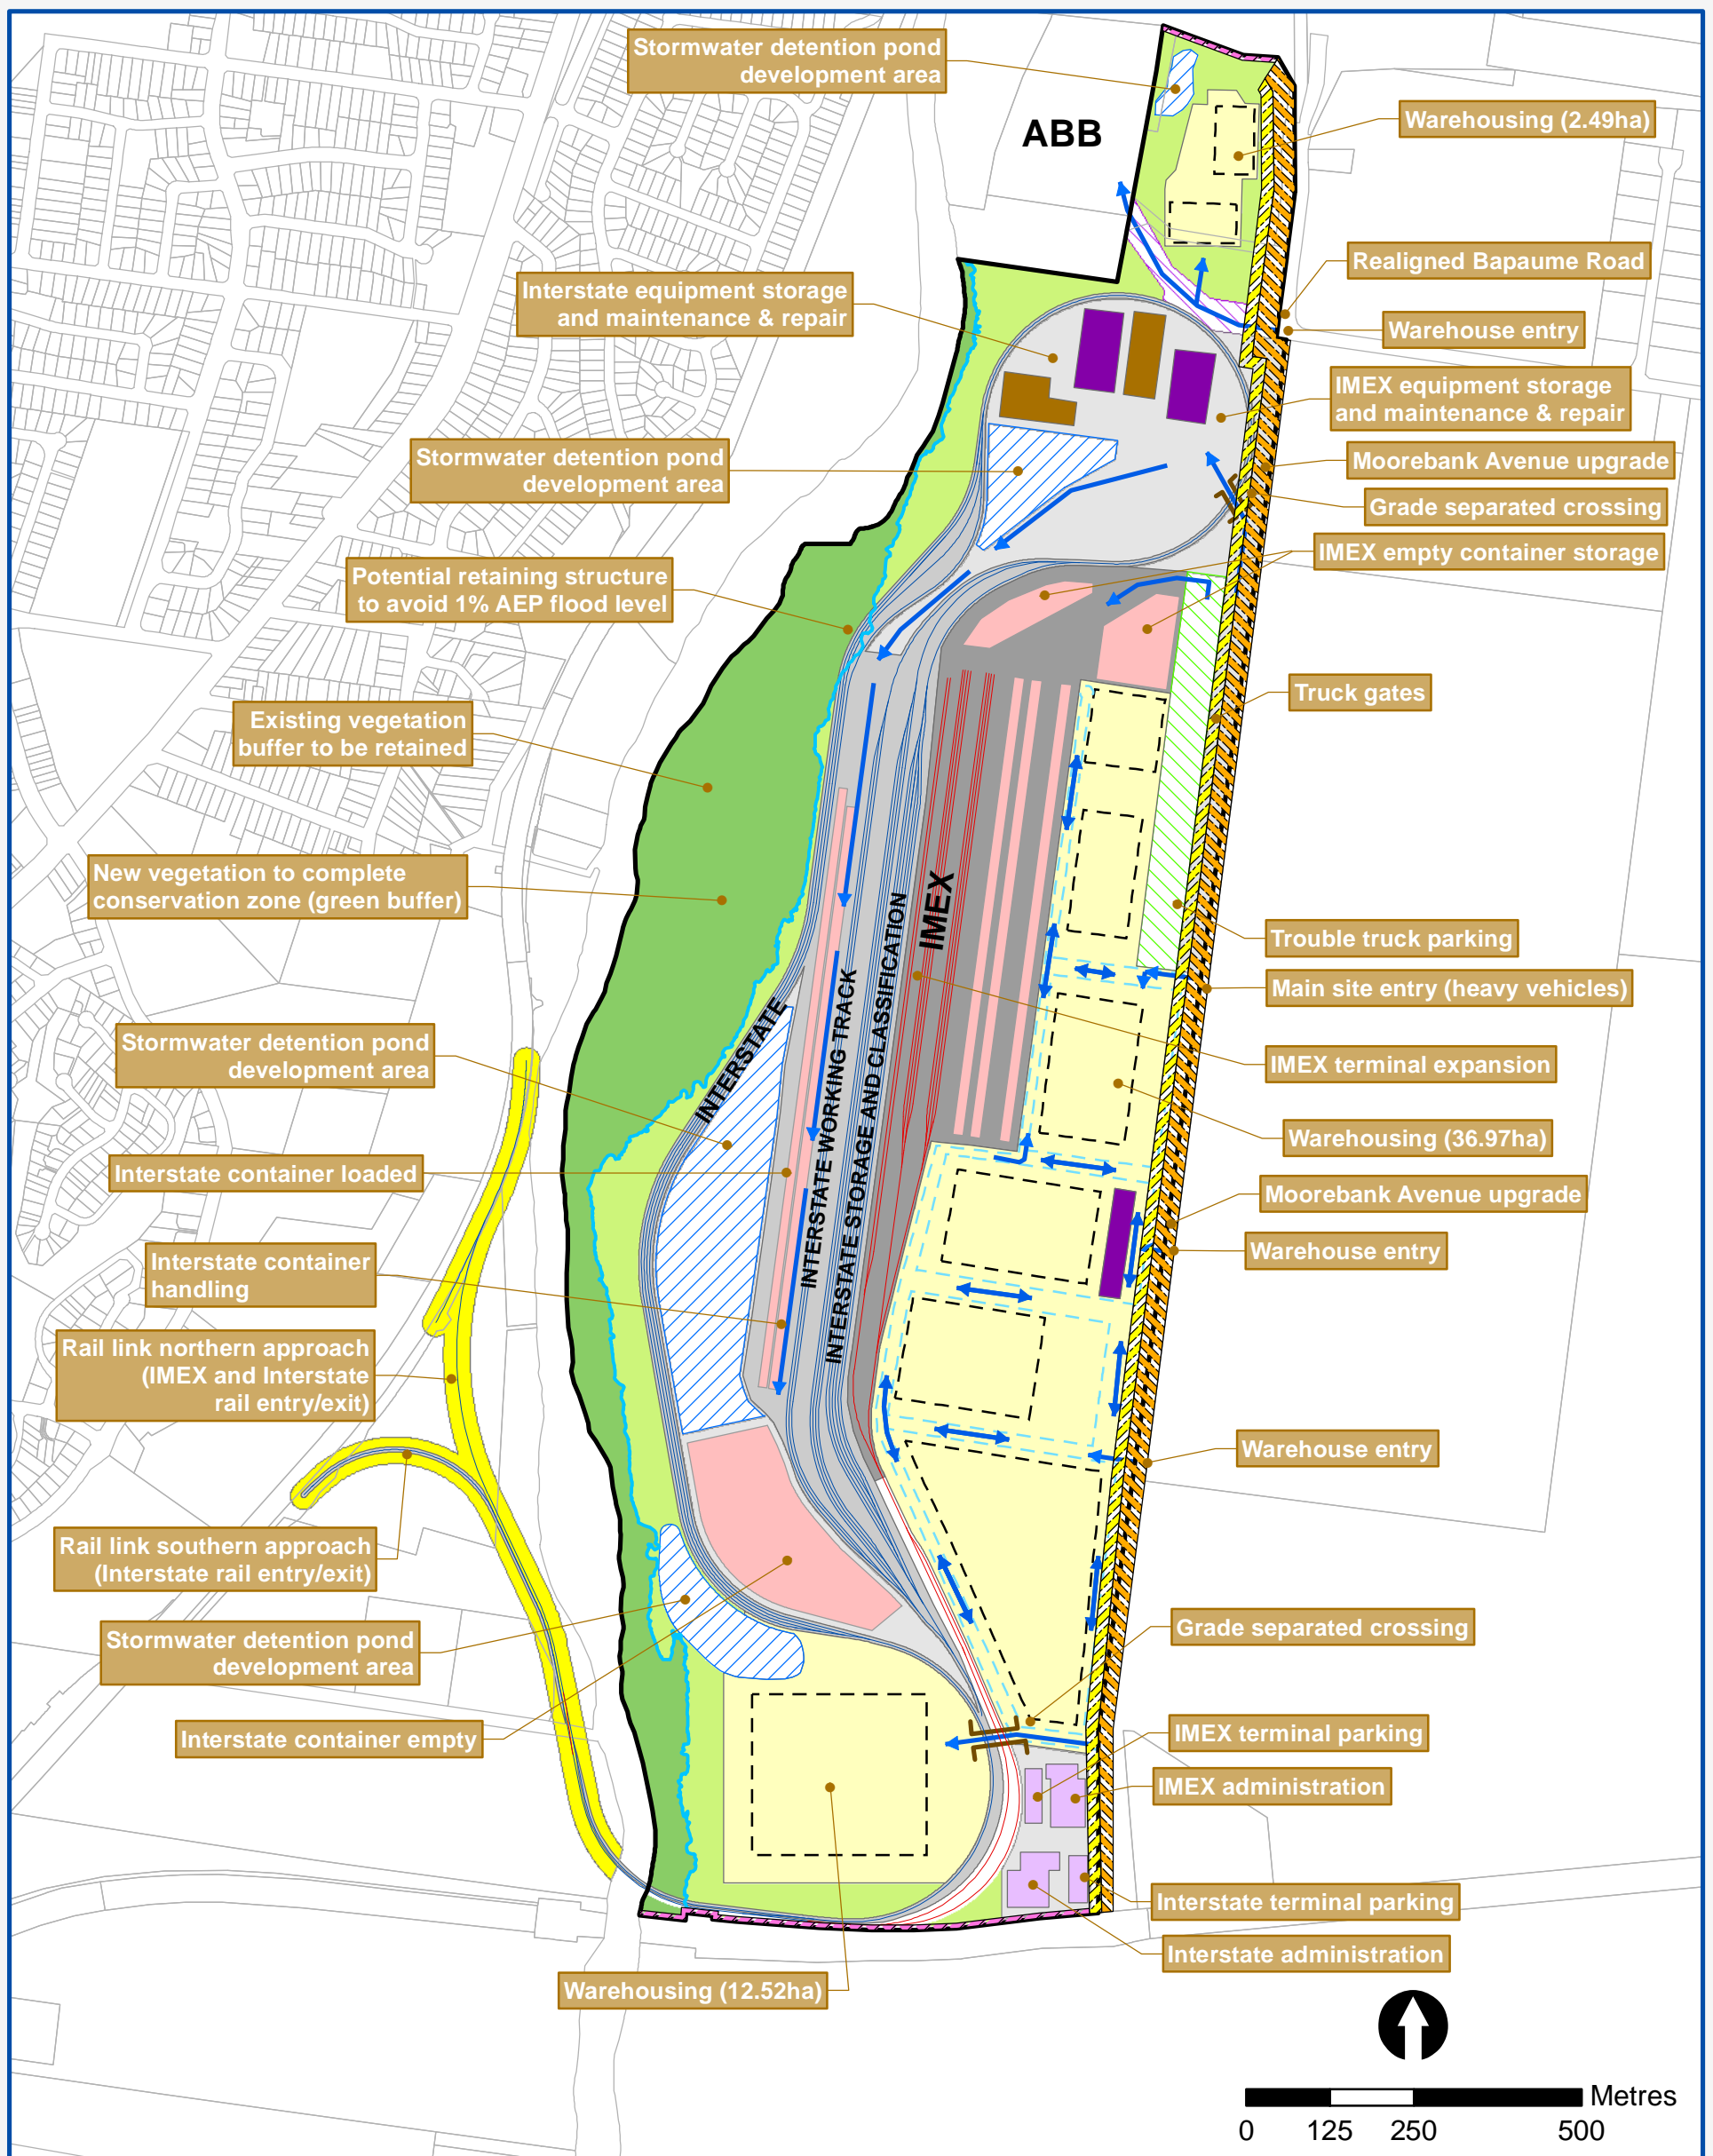 Stormwater detention pond
development area
ABB
Warehousing (2.49ha)
Realigned Bapaume Road
Interstate equipment storage
and maintenance & repair
Warehouse entry
IMEX equipment storage
and maintenance & repair
Stormwater detention pond
development area
Moorebank Avenue upgrade
Grade separated crossing
IMEX empty container storage
Potential retaining structure
to avoid 1% AEP flood level
Truck gates
Existing vegetation
buffer to be retained
New vegetation to complete
conservation zone (green buffer)
IMEX
Trouble truck parking
Main site entry (heavy vehicles)
INTERSTATE
INTERSTATE WORKING TRACK
INTERSTATE STORAGE AND CLASSIFICATION
Stormwater detention pond
development area
IMEX terminal expansion
Warehousing (36.97ha)
Interstate container loaded
Moorebank Avenue upgrade
Warehouse entry
Interstate container
handling
Rail link northern approach
(IMEX and Interstate
rail entry/exit)
Warehouse entry
Rail link southern approach
(Interstate rail entry/exit)
Stormwater detention pond
development area
Grade separated crossing
Interstate container empty
IMEX terminal parking
IMEX administration
Interstate terminal parking
Interstate administration
Warehousing (12.52ha)
Metres
0 125 250 500